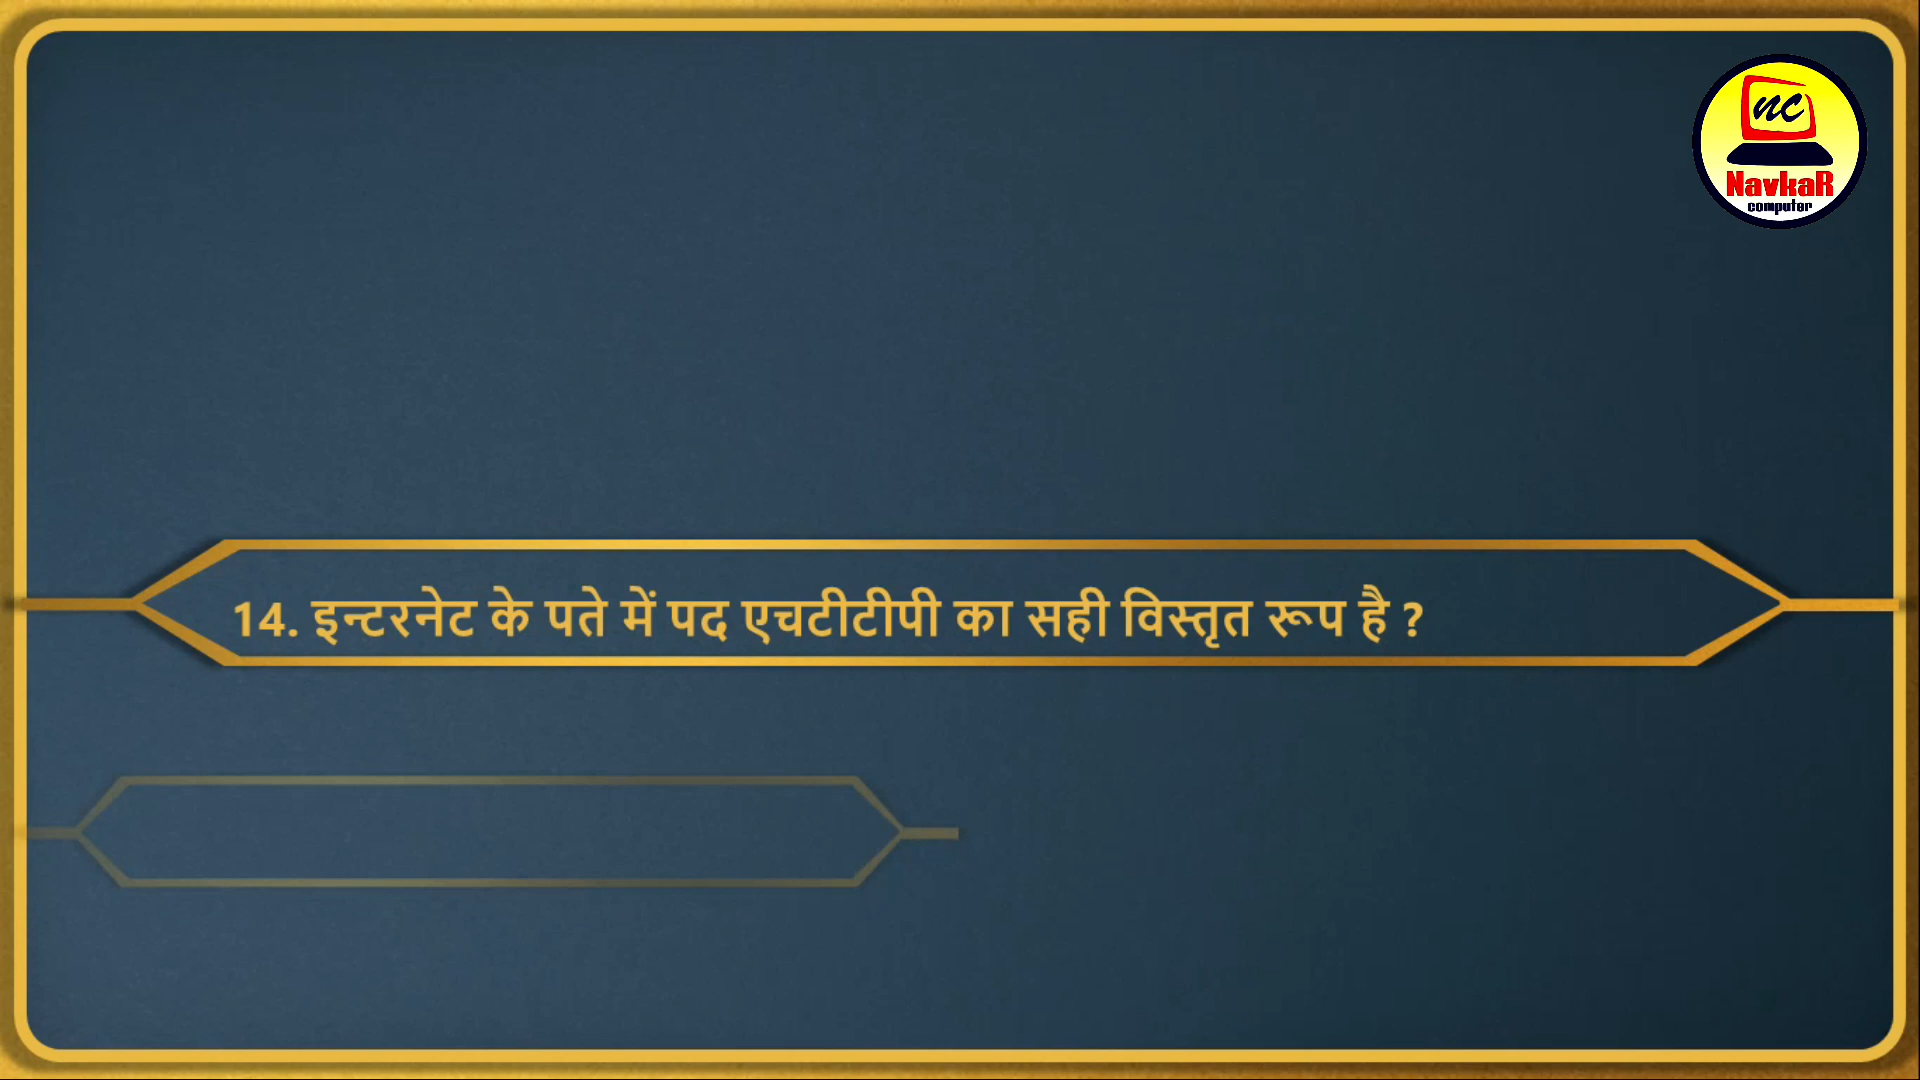 nc
NavkaR
computer
14. इन्टरनेट के पते में पद एचटीटीपी का सही विस्तृत रूप है ?